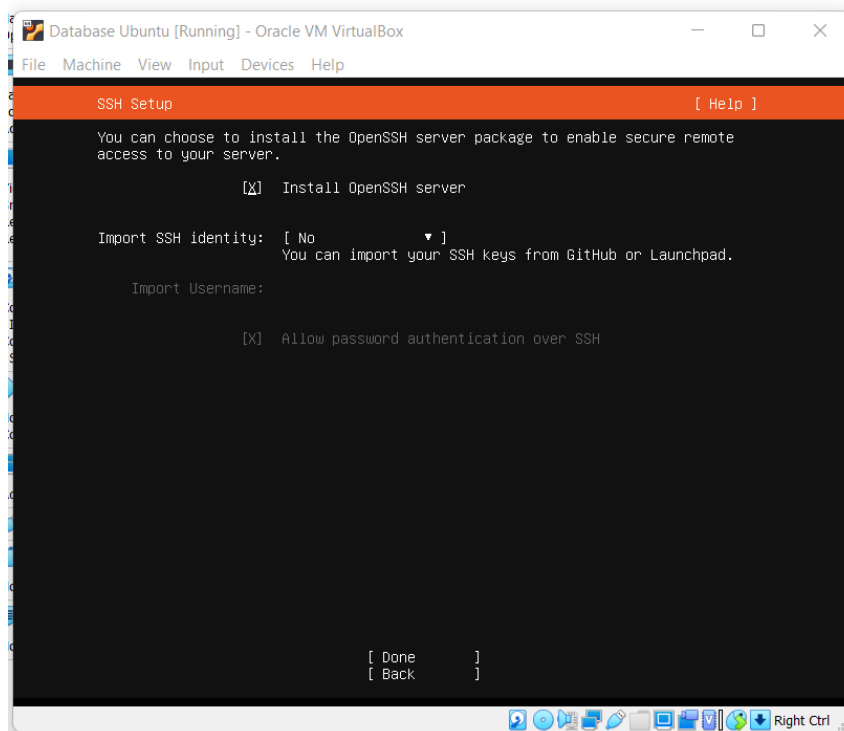 Database Ubuntu [Running] - Oracle VM VirtualBox
File Machine View Input Devices Help
SSH Setup [ Help ]
You can choose to install the OpenSSH server package to enable secure remote
access to your server.
[X] Install OpenSSH server
Import SSH identity: [ No ▾ ]
You can import your SSH keys from GitHub or Launchpad.
Import Username:
[X] Allow password authentication over SSH
[ Done ]
[ Back ]
Right Ctrl